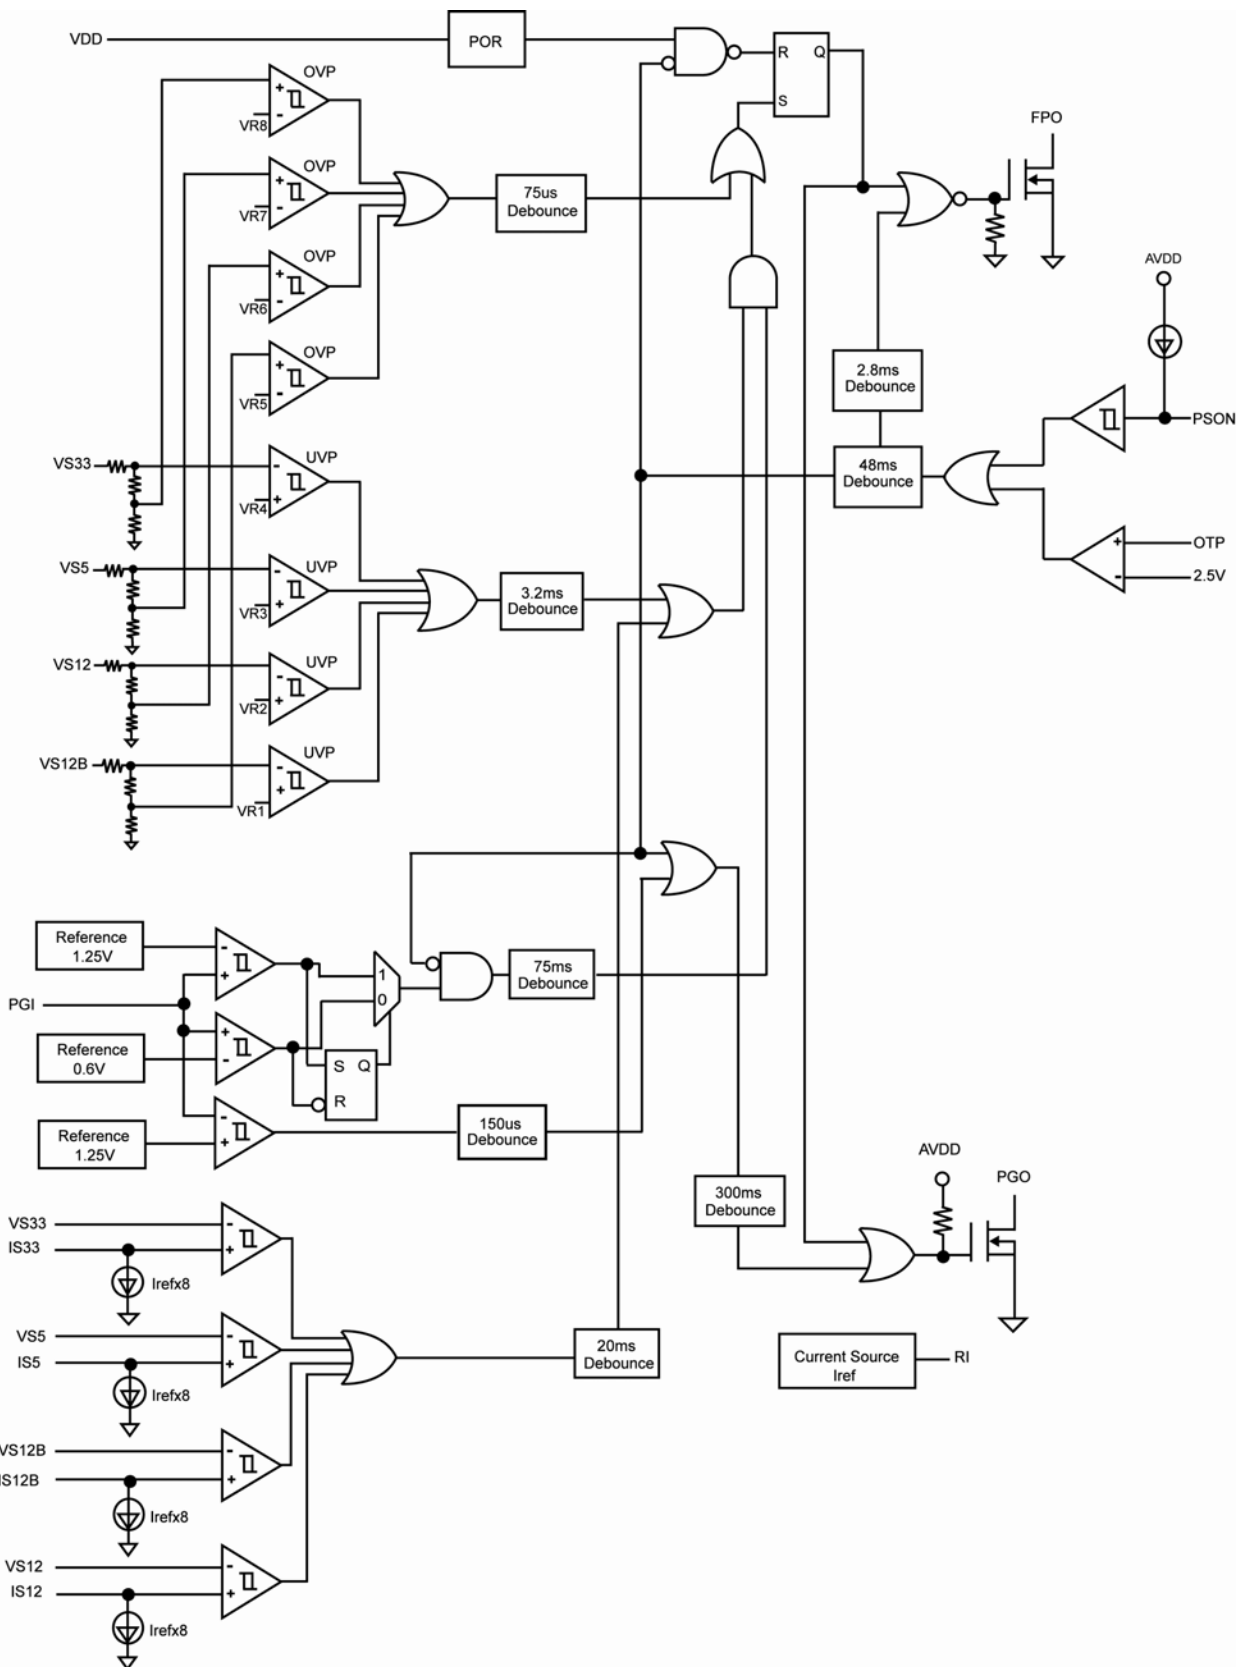 VDD
POR
R
Q
S
OVP
+
-
VR8
OVP
+
-
VR7
OVP
+
-
VR6
OVP
+
-
VR5
75us
Debounce
FPO
AVDD
2.8ms
Debounce
PSON
48ms
Debounce
+
OTP
-
2.5V
VS33
-
UVP
VR4
+
VS5
-
UVP
VR3
+
VS12
-
UVP
VR2
+
VS12B
-
UVP
VR1
+
3.2ms
Debounce
Reference
1.25V
-
+
PGI
Reference
0.6V
+
-
1
0
S
Q
R
75ms
Debounce
Reference
1.25V
-
+
150us
Debounce
300ms
Debounce
AVDD
PGO
VS33
-
IS33
+
Irefx8
VS5
-
IS5
+
Irefx8
20ms
Debounce
Current Source
Iref
RI
VS12B
-
IS12B
+
Irefx8
VS12
-
IS12
+
Irefx8